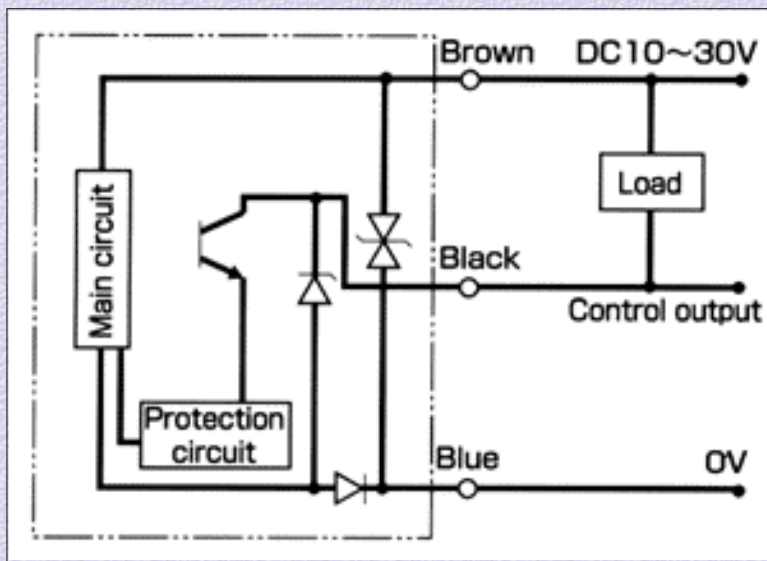 Brown
DC10～30V
Main circuit
Load
Black
Control output
Protection
circuit
Blue
0V